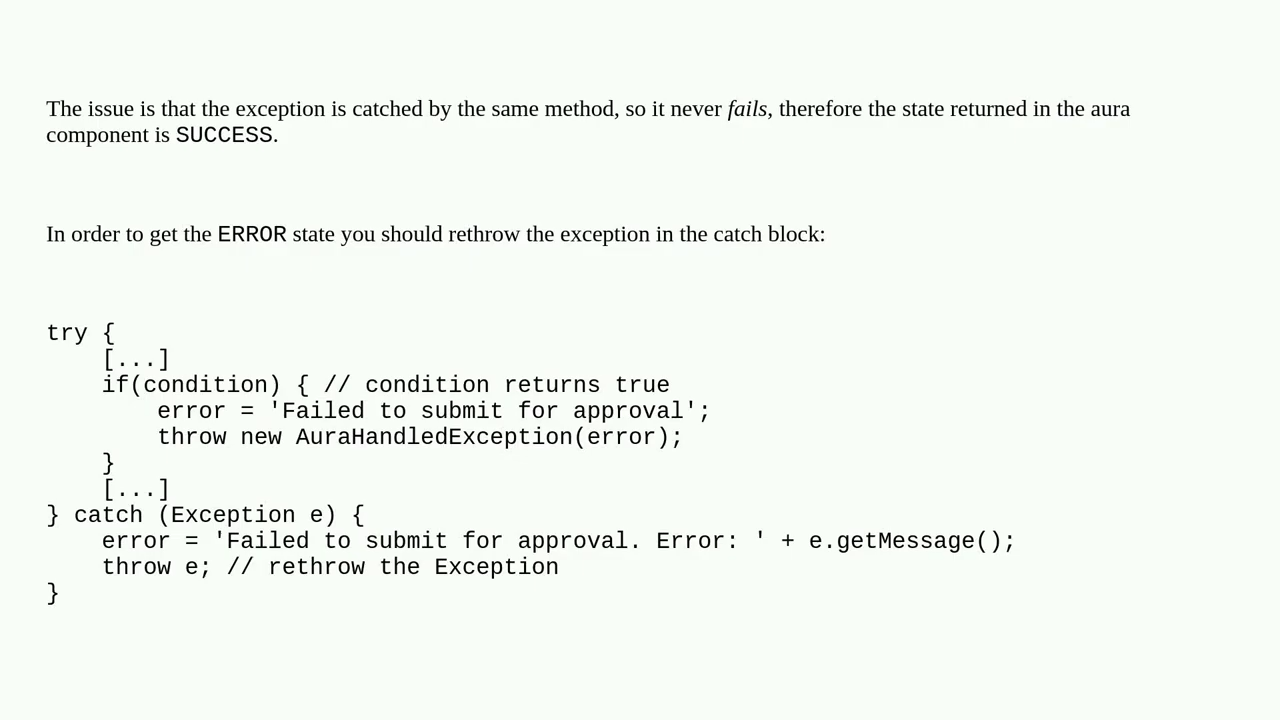 The issue is that the exception is catched by the same method, so it never fails, therefore the state returned in the aura
component is SUCCESS.
In order to get the ERROR state you should rethrow the exception in the catch block:
try {
    [...]
    if(condition) { // condition returns true
        error = 'Failed to submit for approval';
        throw new AuraHandledException(error);
    }
    [...]
} catch (Exception e) {
    error = 'Failed to submit for approval. Error: ' + e.getMessage();
    throw e; // rethrow the Exception
}